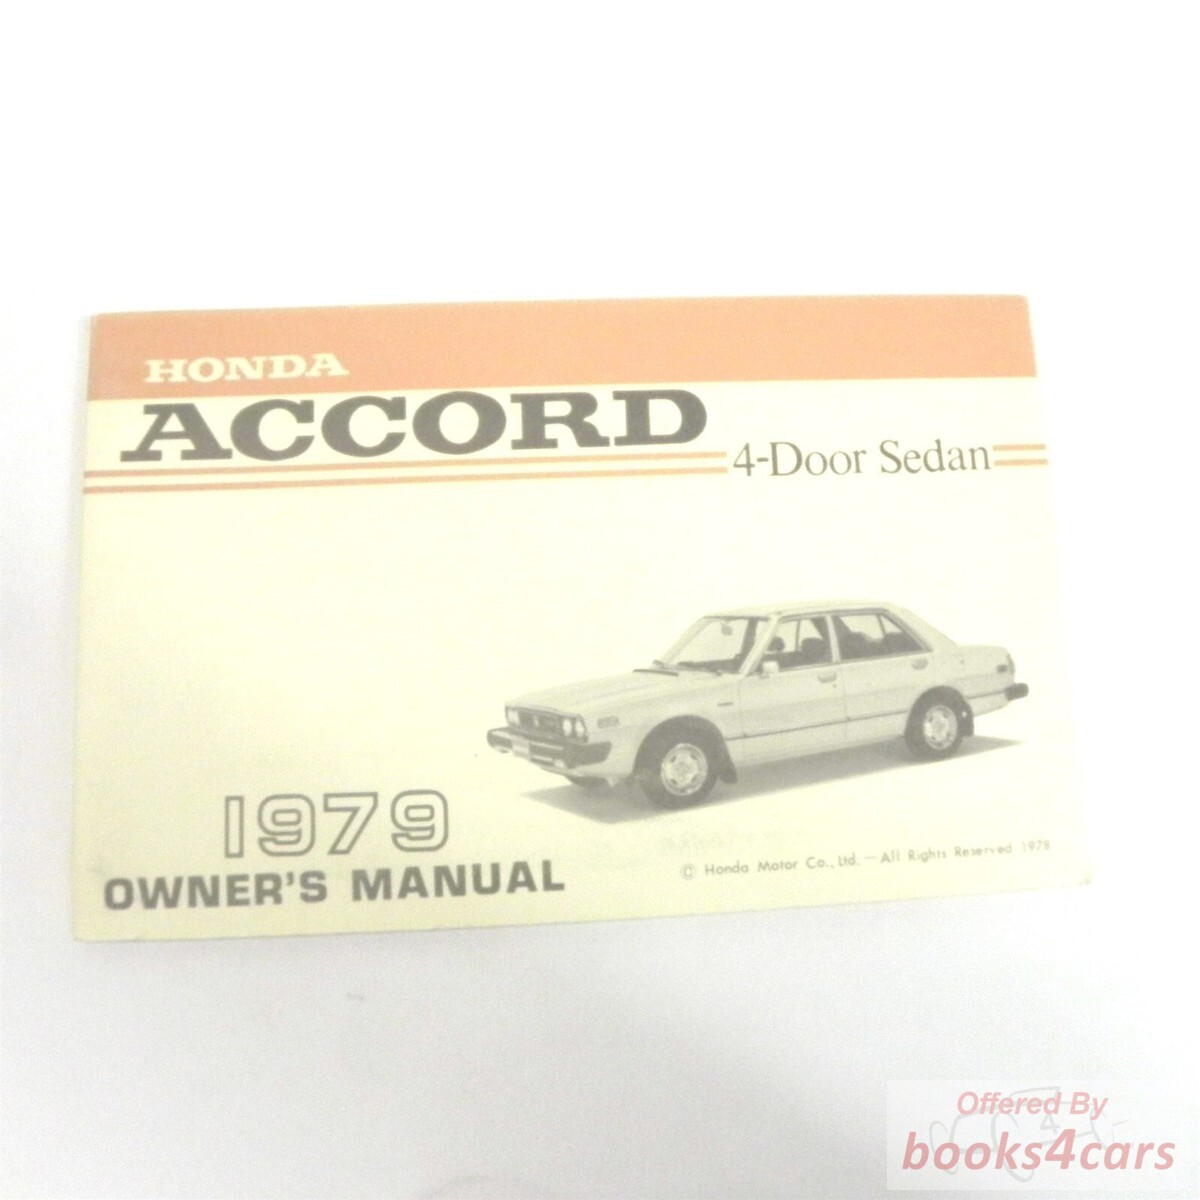 HONDA
ACCORD
4-Door Sedan
1979
OWNER'S MANUAL
© Honda Motor Co., Ltd. — All Rights Reserved 1978
Offered By
books4cars